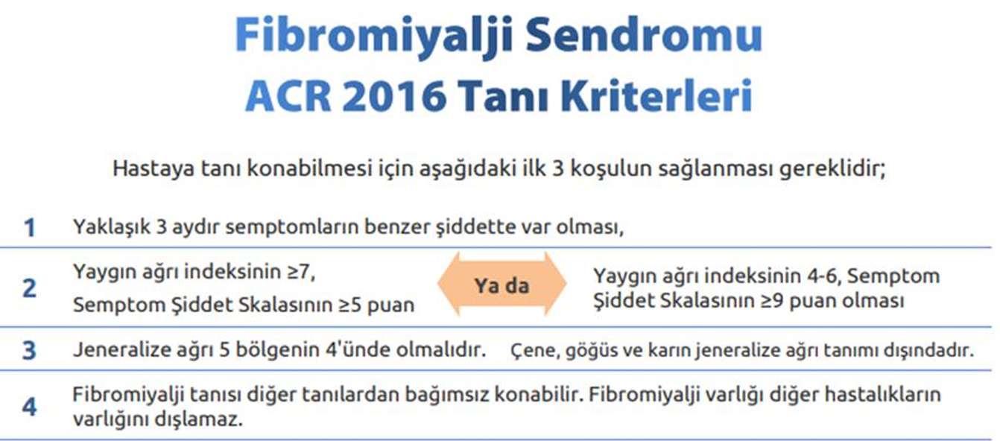 Fibromiyalji Sendromu
ACR 2016 Tanı Kriterleri
Hastaya tanı konabilmesi için aşağıdaki ilk 3 koşulun sağlanması gereklidir;
1 Yaklaşık 3 aydır semptomların benzer şiddette var olması,
2 Yaygın ağrı indeksinin ≥7,
Semptom Şiddet Skalasının ≥5 puan
Ya da
Yaygın ağrı indeksinin 4-6, Semptom
Şiddet Skalasının ≥9 puan olması
3 Jeneralize ağrı 5 bölgenin 4'ünde olmalıdır. Çene, göğüs ve karın jeneralize ağrı tanımı dışındadır.
4 Fibromiyalji tanısı diğer tanılardan bağımsız konabilir. Fibromiyalji varlığı diğer hastalıkların
varlığını dışlamaz.